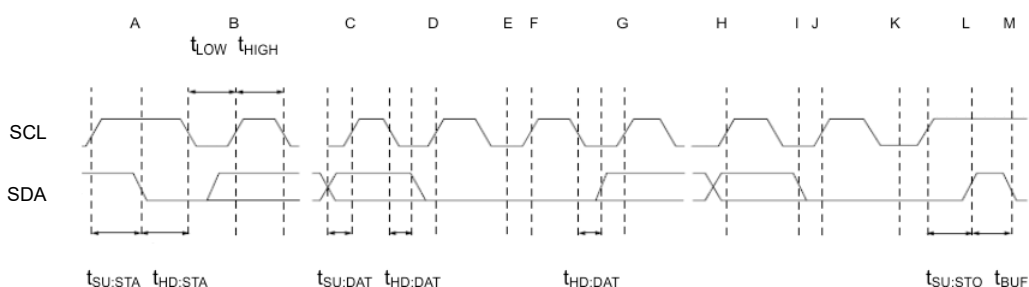 A B C D E F G H I J K L M
tLOW tHIGH
SCL
SDA
tSU:STA tHD:STA tSU:DAT tHD:DAT tHD:DAT tSU:STO tBUF